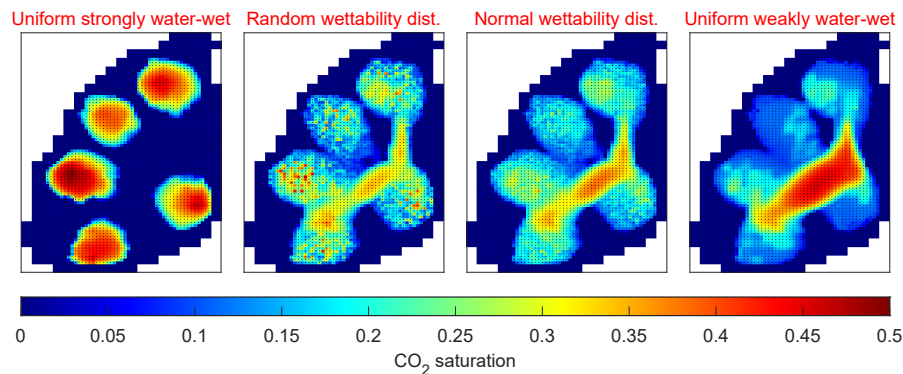 Uniform strongly water-wet Random wettability dist. Normal wettability dist. Uniform weakly water-wet
0 0.05 0.1 0.15 0.2 0.25 0.3 0.35 0.4 0.45 0.5
CO₂ saturation